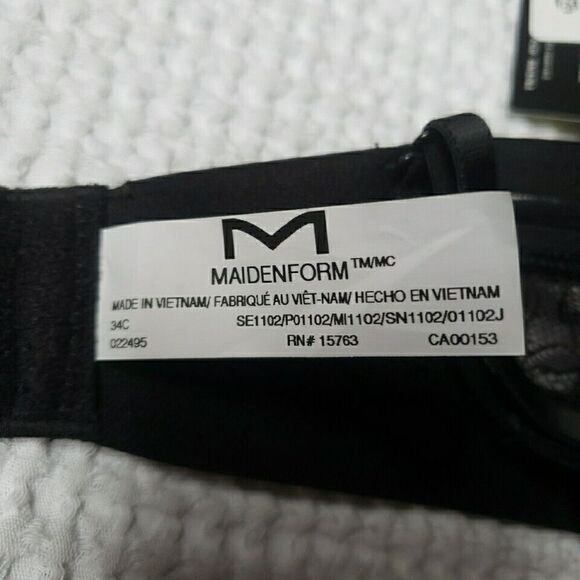 M
MAIDENFORM™/MC
MADE IN VIETNAM/ FABRIQUÉ AU VIÊT-NAM/ HECHO EN VIETNAM
34C SE1102/P01102/MI1102/SN1102/01102J
022495 RN# 15763 CA00153